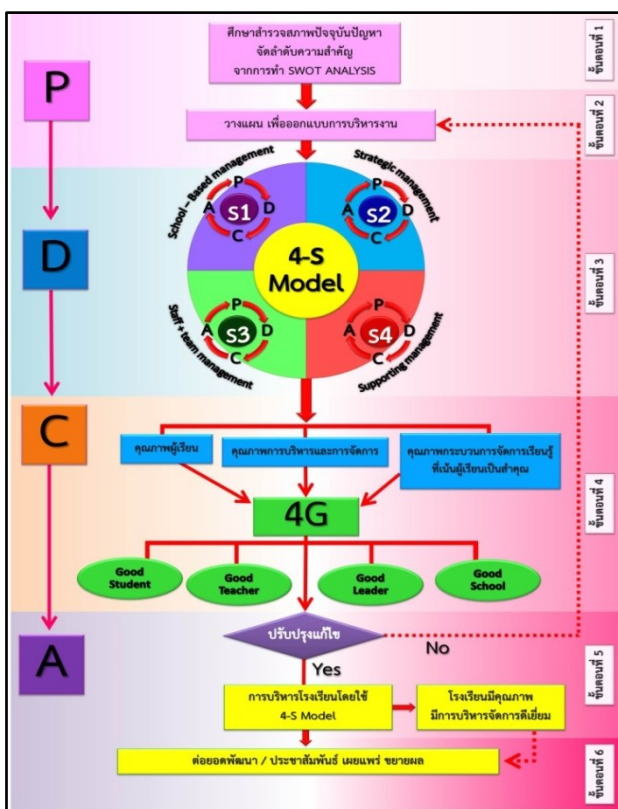 ศึกษาสำรวจสภาพปัจจุบันปัญหา
จัดลำดับความสำคัญ
จากการทำ SWOT ANALYSIS
ขั้นตอนที่ 1
P
วางแผน เพื่อออกแบบการบริหารงาน
ขั้นตอนที่ 2
School – Based management
Strategic management
P
A S1 D
C
P
A S2 D
C
D
4-S
Model
ขั้นตอนที่ 3
P
A S3 D
C
P
A S4 D
C
Staff + team management
Supporting management
C
คุณภาพผู้เรียน
คุณภาพการบริหารและการจัดการ
คุณภาพกระบวนการจัดการเรียนรู้
ที่เน้นผู้เรียนเป็นสำคุณ
4G
ขั้นตอนที่ 4
Good
Student
Good
Teacher
Good
Leader
Good
School
A
ปรับปรุงแก้ไข
No
Yes
ขั้นตอนที่ 5
การบริหารโรงเรียนโดยใช้
4-S Model
โรงเรียนมีคุณภาพ
มีการบริหารจัดการดีเยี่ยม
ต่อยอดพัฒนา / ประชาสัมพันธ์ เผยแพร่ ขยายผล
ขั้นตอนที่ 6